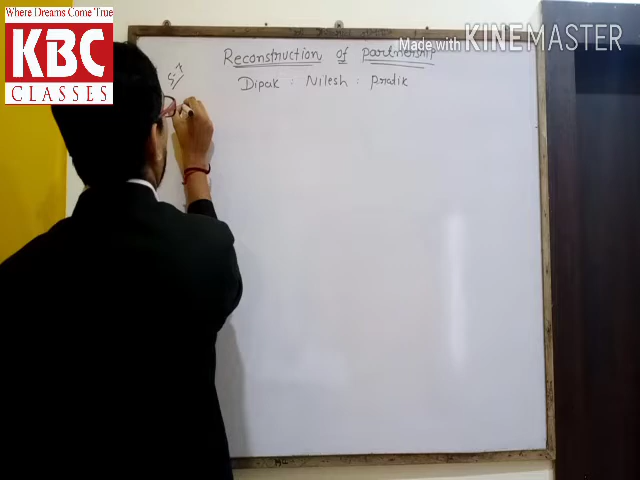 Where Dreams Come True
KBC
CLASSES
Made with KINEMASTER
Reconstruction of partnership
Dipak : Nilesh : Pradik